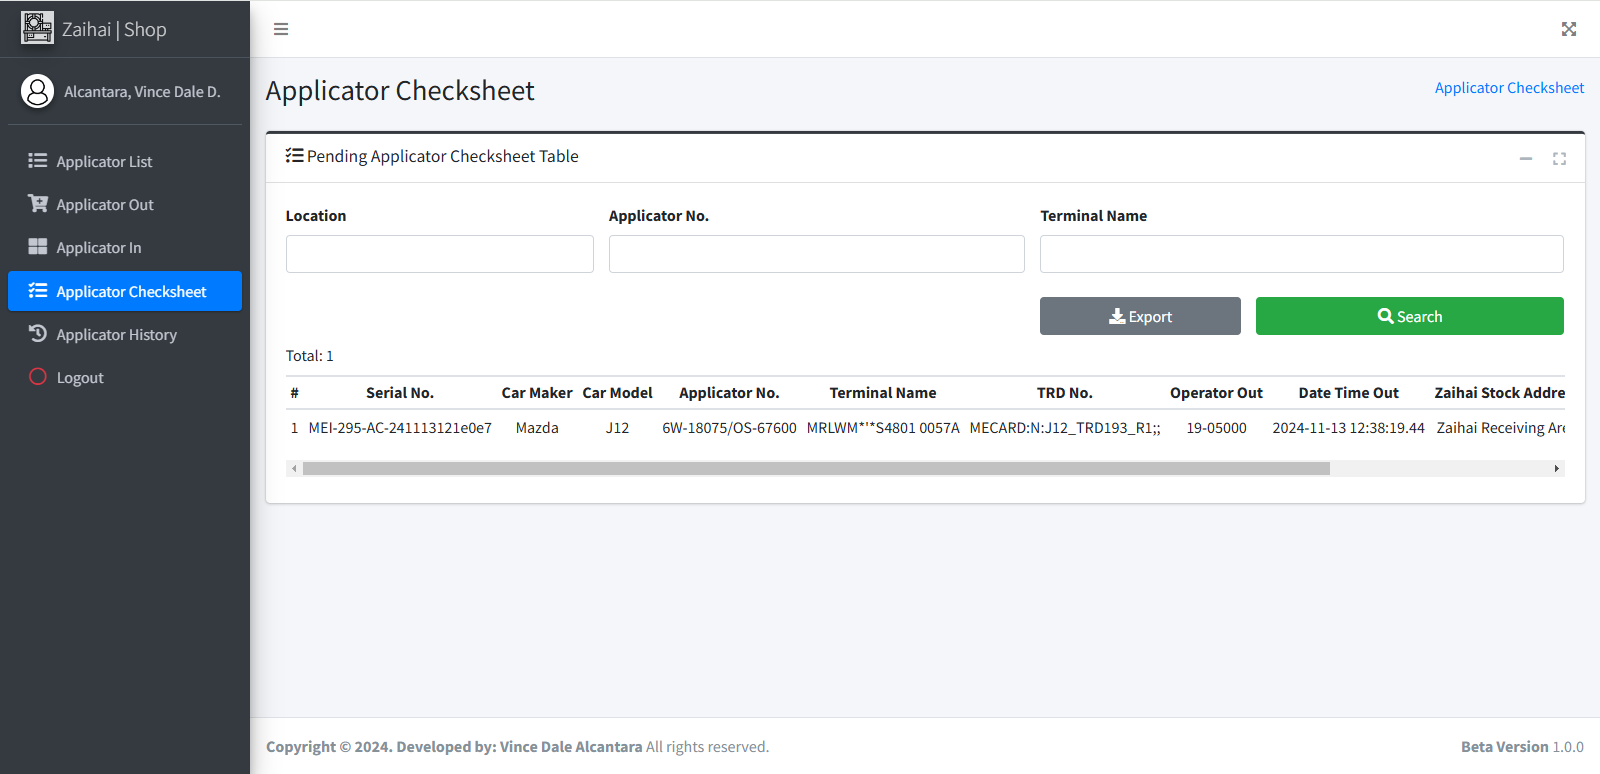 Zaihai | Shop
Alcantara, Vince Dale D.
Applicator List
Applicator Out
Applicator In
Applicator Checksheet
Applicator History
Logout
Applicator Checksheet
Applicator Checksheet
Pending Applicator Checksheet Table
Location Applicator No. Terminal Name
Export Search
Total: 1
# Serial No. Car Maker Car Model Applicator No. Terminal Name TRD No. Operator Out Date Time Out Zaihai Stock Addre
1 MEI-295-AC-241113121e0e7 Mazda J12 6W-18075/OS-67600 MRLWM*'*S4801 0057A MECARD:N:J12_TRD193_R1;; 19-05000 2024-11-13 12:38:19.44 Zaihai Receiving Are
Copyright © 2024. Developed by: Vince Dale Alcantara All rights reserved.
Beta Version 1.0.0